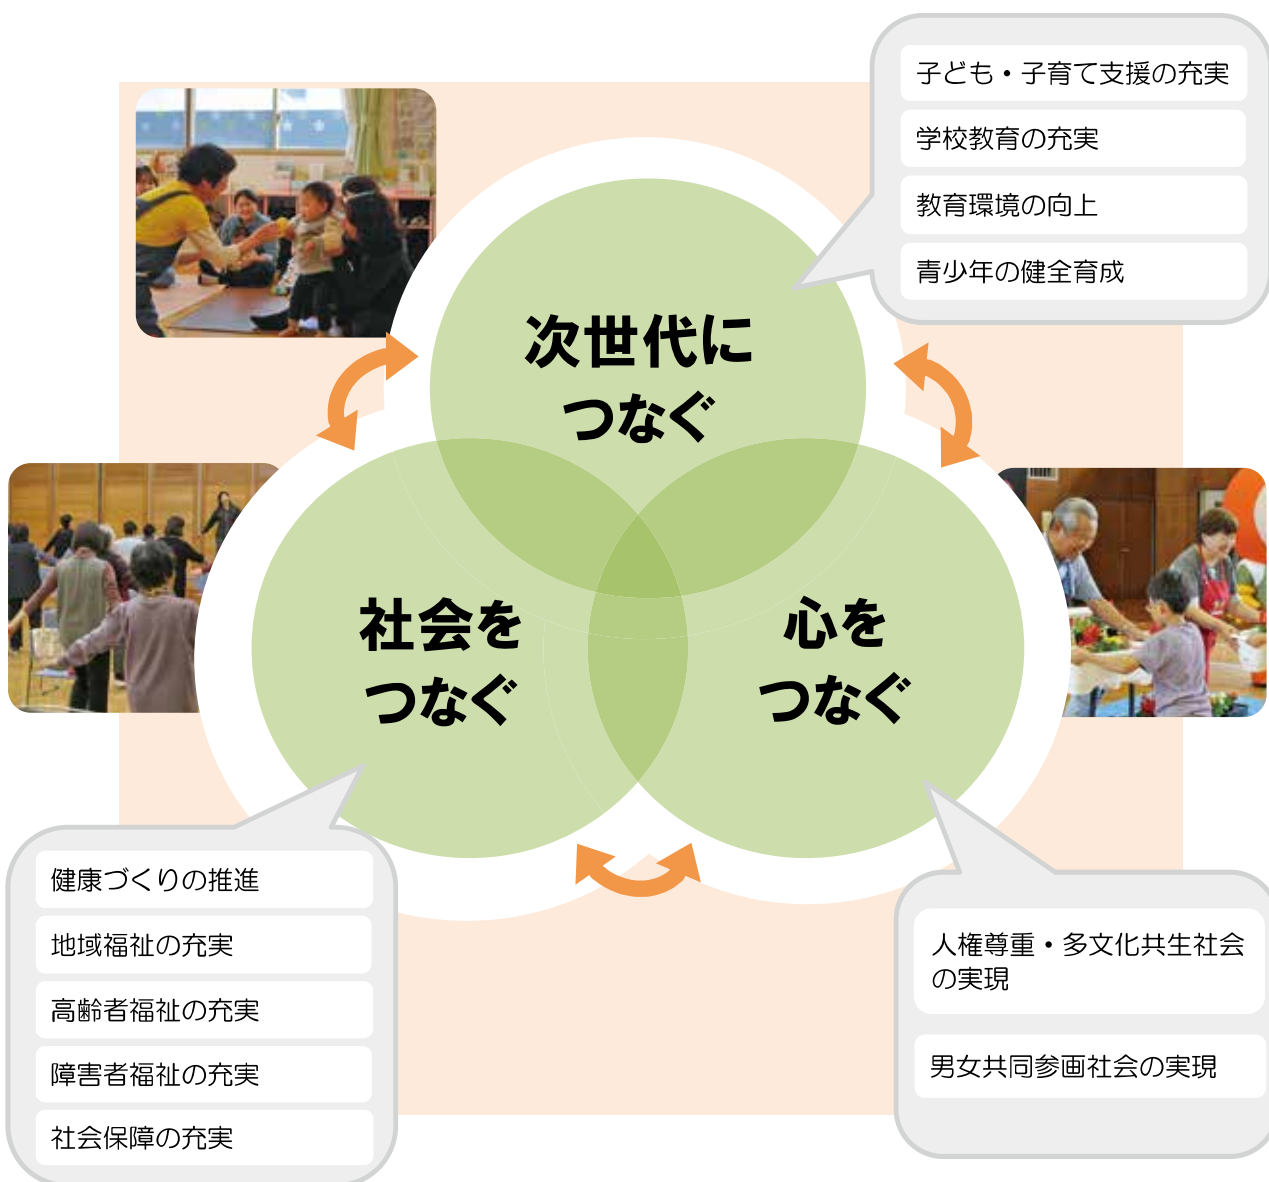 子ども・子育て支援の充実
学校教育の充実
教育環境の向上
青少年の健全育成
次世代に
つなぐ
社会を
つなぐ
心を
つなぐ
健康づくりの推進
地域福祉の充実
高齢者福祉の充実
障害者福祉の充実
社会保障の充実
人権尊重・多文化共生社会
の実現
男女共同参画社会の実現